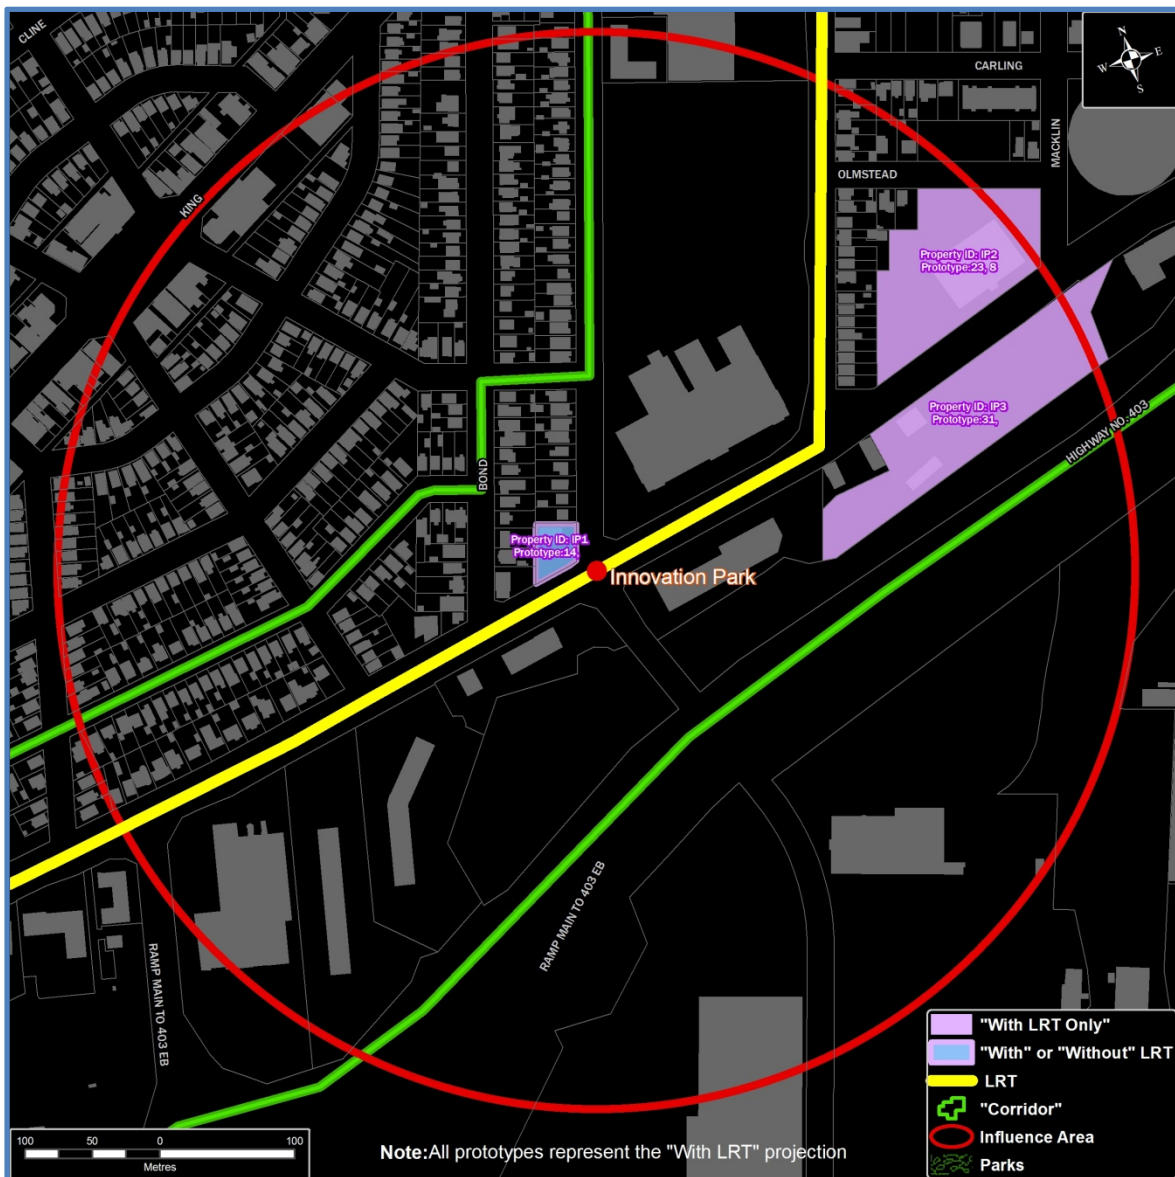 CLINE
N
W
E
S
CARLING
MACKLIN
OLMSTEAD
KING
Property ID: IP2
Prototype:23, 8
Property ID: IP3
Prototype:31,
HIGHWAY NO. 403
BOND
Property ID: IP1
Prototype:14,
Innovation Park
RAMP MAIN TO 403 EB
RAMP MAIN TO 403 EB
"With LRT Only"
"With" or "Without" LRT
LRT
"Corridor"
Influence Area
Parks
100 50 0 100
Metres
Note:All prototypes represent the "With LRT" projection